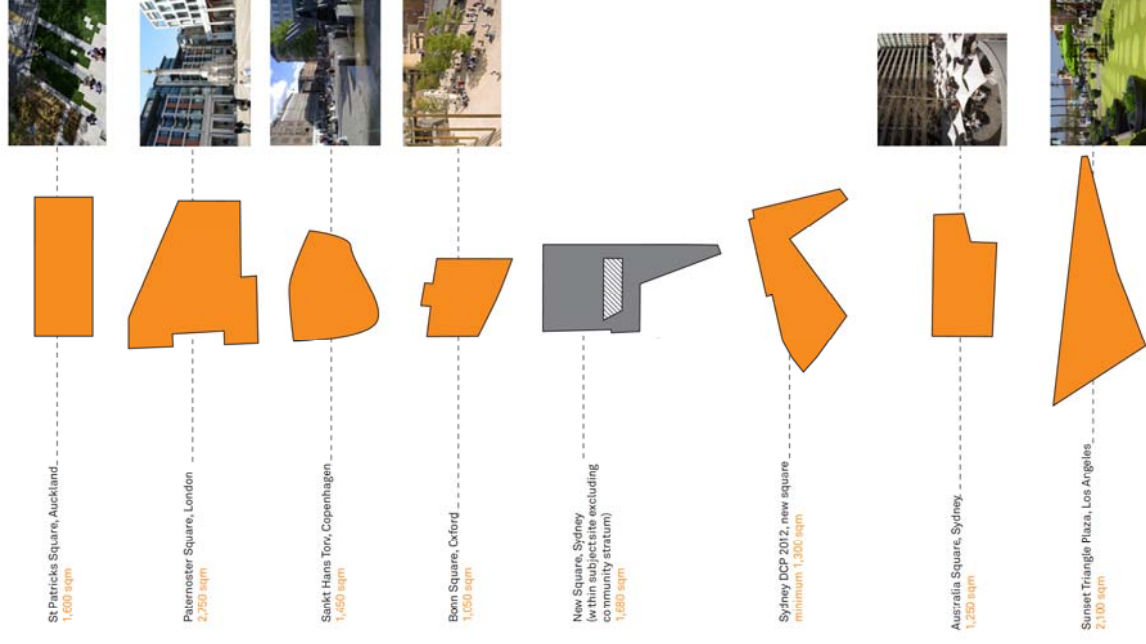 St Patricks Square, Auckland
1,600 sqm
Paternoster Square, London
2,750 sqm
Sankt Hans Torv, Copenhagen
1,450 sqm
Bonn Square, Oxford
1,050 sqm
New Square, Sydney
(within subject site excluding
community stratum)
1,680 sqm
Sydney DCP 2012, new square
minimum 1,300 sqm
Australia Square, Sydney
1,250 sqm
Sunset Triangle Plaza, Los Angeles
2,100 sqm